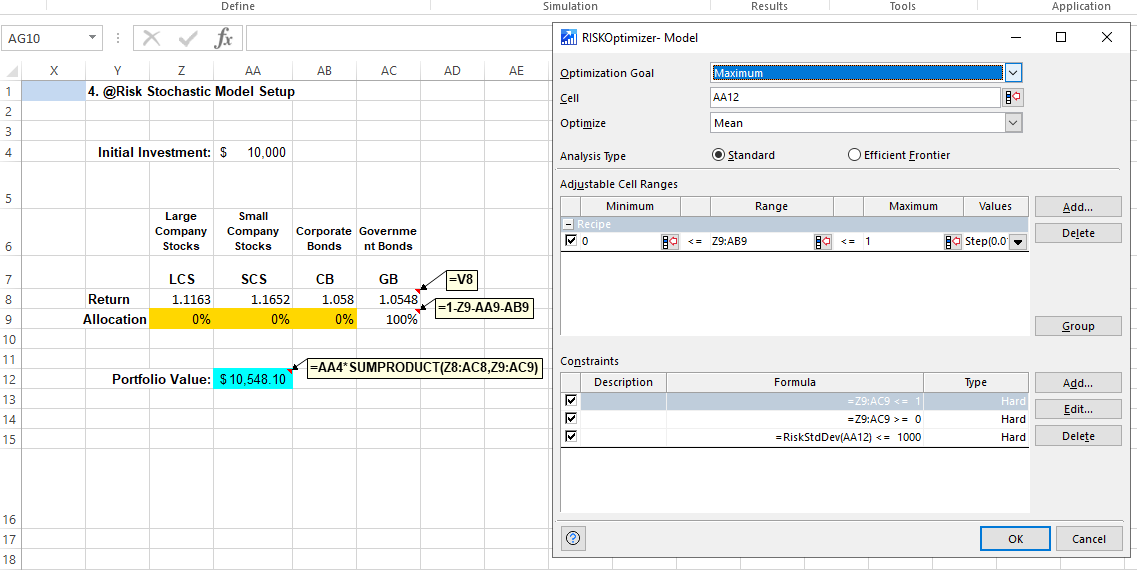 Define Simulation Results Tools Application
AG10 fx
X Y Z AA AB AC AD AE
1 4. @Risk Stochastic Model Setup
2
3
4 Initial Investment: $ 10,000
5
Large Company Stocks
Small Company Stocks
Corporate Bonds
Governme nt Bonds
6
7 LCS SCS CB GB
=V8
8 Return 1.1163 1.1652 1.058 1.0548
=1-Z9-AA9-AB9
9 Allocation 0% 0% 0% 100%
10
11
=AA4*SUMPRODUCT(Z8:AC8,Z9:AC9)
12 Portfolio Value: $10,548.10
13
14
15
16
17
18
RISKOptimizer- Model
Optimization Goal Maximum
Cell AA12
Optimize Mean
Analysis Type Standard Efficient Frontier
Adjustable Cell Ranges
Minimum Range Maximum Values Add...
Recipe
0 <= Z9:AB9 <= 1 Step(0.0 Delete
Group
Constraints
Description Formula Type Add...
=Z9:AC9 <= 1 Hard
Edit...
=Z9:AC9 >= 0 Hard
=RiskStdDev(AA12) <= 1000 Hard Delete
? OK Cancel